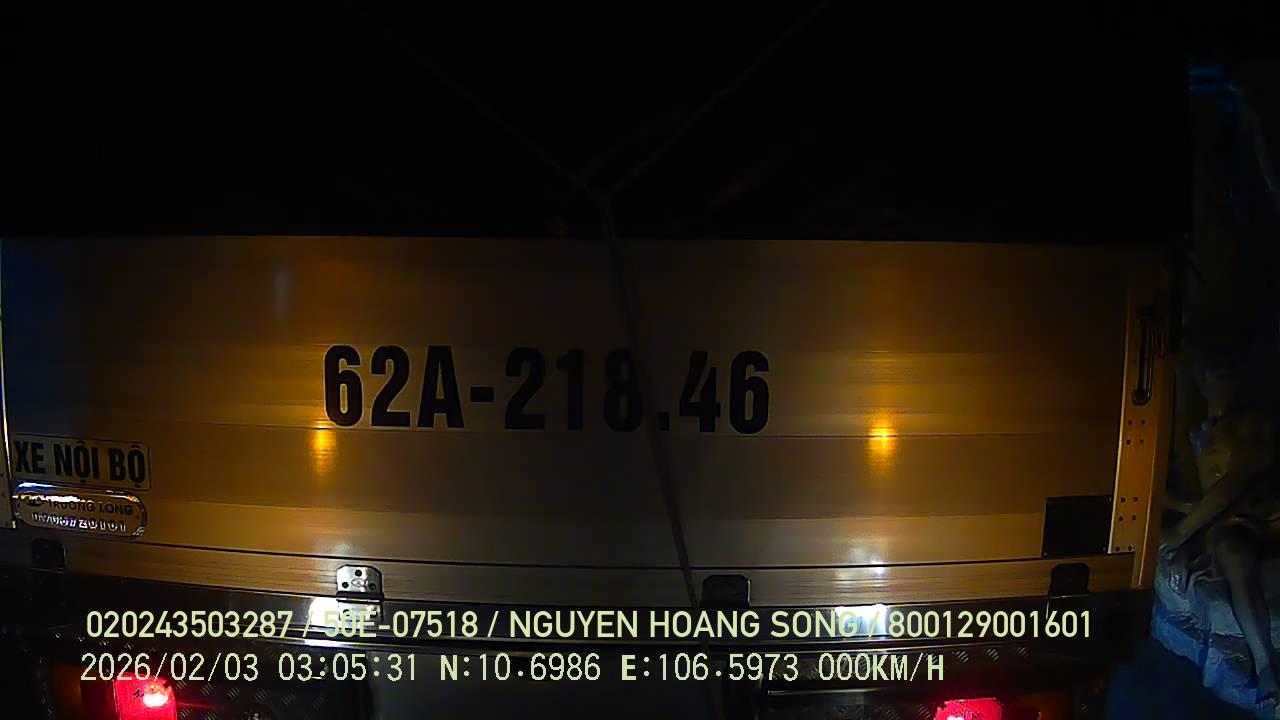 62A-218.46
XE NỘI BỘ
TRƯỜNG LONG
020243503287 / 50E-07518 / NGUYEN HOANG SONG / 800129001601
2026/02/03 03:05:31 N:10.6986 E:106.5973 000KM/H